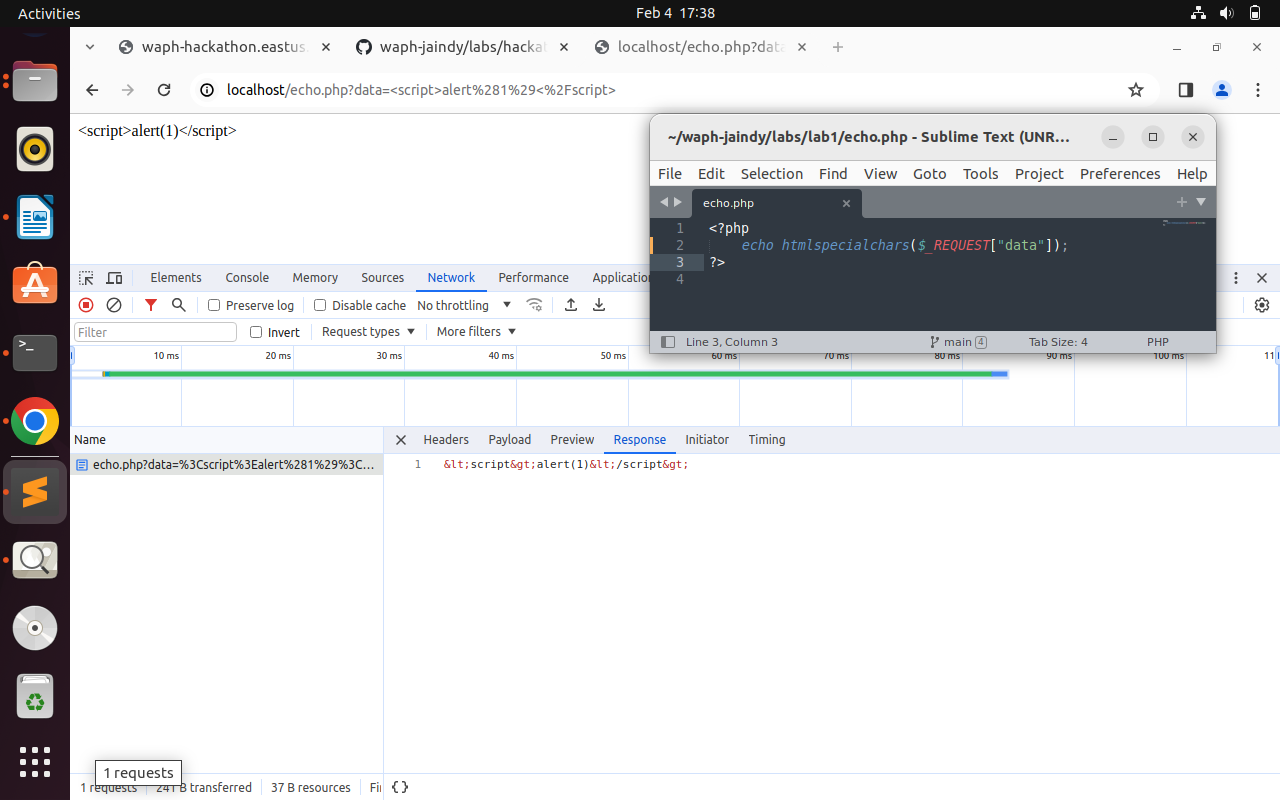 Activities
Feb 4 17:38
waph-hackathon.eastus.
waph-jaindy/labs/hacka
localhost/echo.php?data
localhost/echo.php?data=<script>alert%281%29<%2Fscript>
<script>alert(1)</script>
~/waph-jaindy/labs/lab1/echo.php - Sublime Text (UNR...
File Edit Selection Find View Goto Tools Project Preferences Help
echo.php
1 <?php
2 echo htmlspecialchars($_REQUEST["data"]);
3 ?>
4
Line 3, Column 3 main 4 Tab Size: 4 PHP
Elements Console Memory Sources Network Performance Application
Preserve log Disable cache No throttling
Filter Invert Request types More filters
10 ms 20 ms 30 ms 40 ms 50 ms 60 ms 70 ms 80 ms 90 ms 100 ms 11
Name
Headers Payload Preview Response Initiator Timing
echo.php?data=%3Cscript%3Ealert%281%29%3C...
1 &lt;script&gt;alert(1)&lt;/script&gt;
1 requests
1 requests 241 B transferred 37 B resources Fi
{}